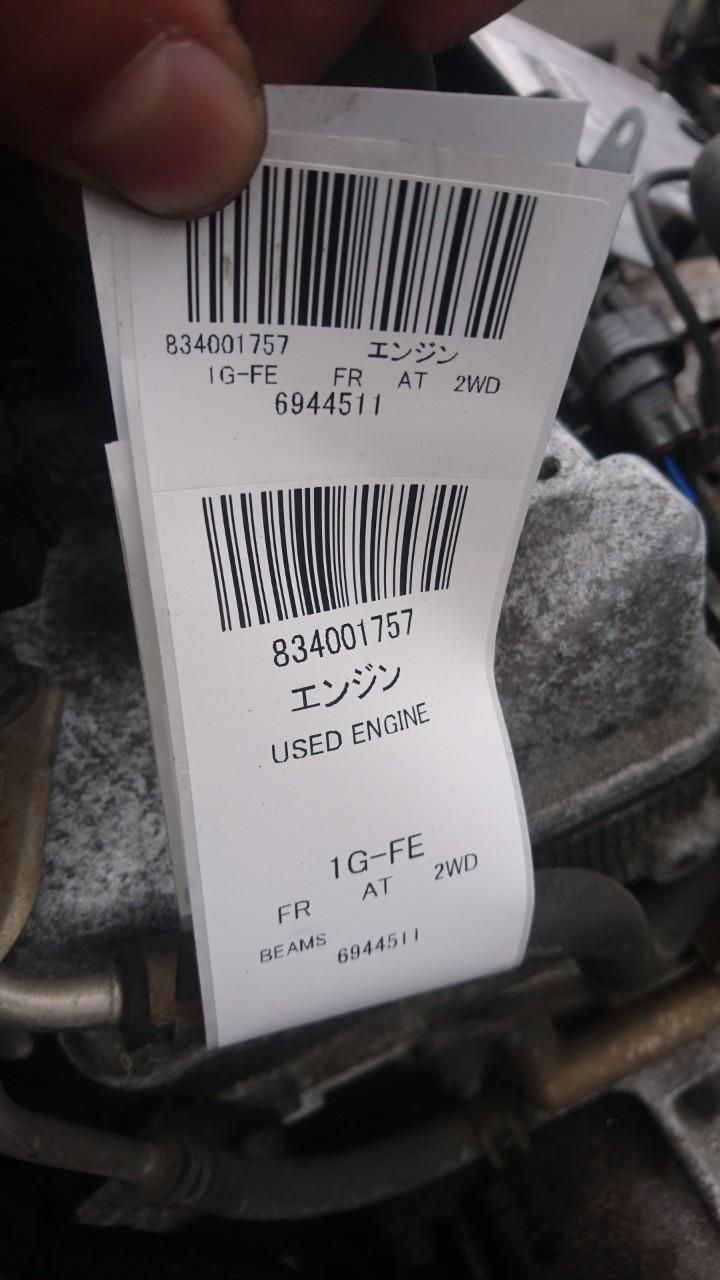 834001757 エンジン
1G-FE FR AT 2WD
6944511
834001757
エンジン
USED ENGINE
1G-FE
FR AT 2WD
BEAMS 6944511